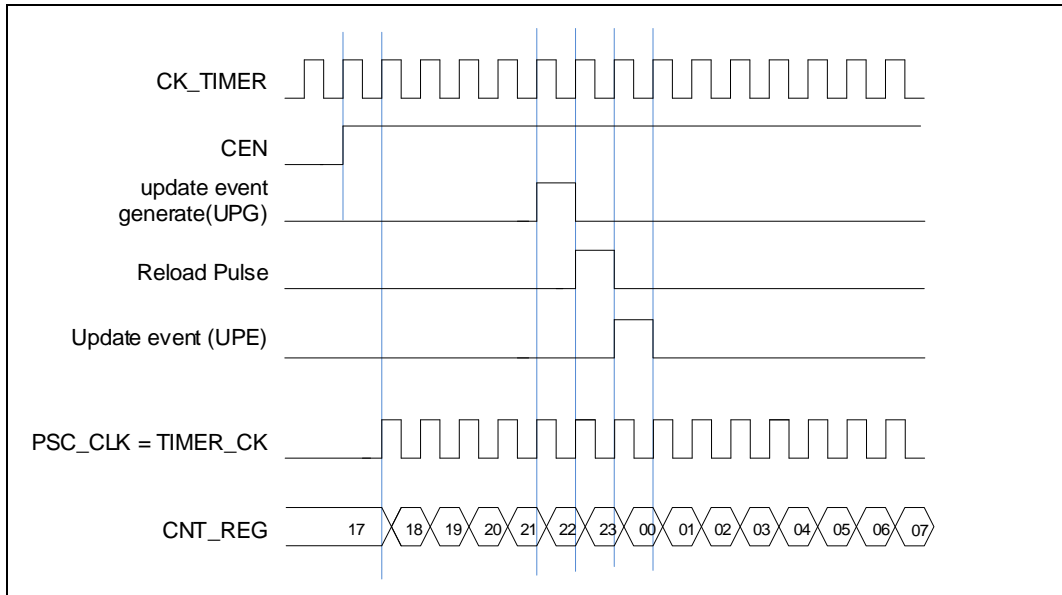 CK_TIMER
CEN
update event
generate(UPG)
Reload Pulse
Update event (UPE)
PSC_CLK = TIMER_CK
CNT_REG 17 18 19 20 21 22 23 00 01 02 03 04 05 06 07